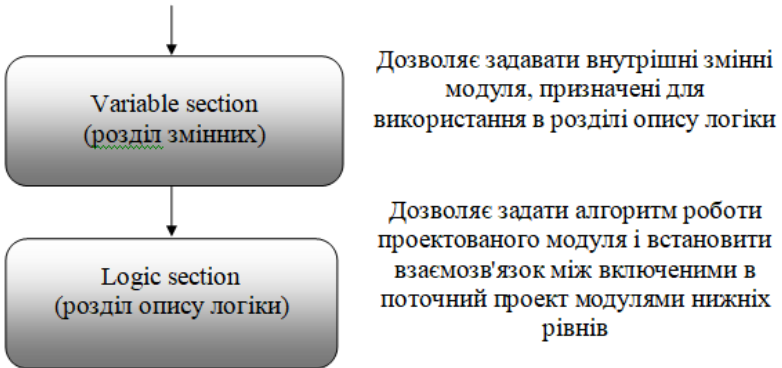 Variable section
(розділ змінних)
Дозволяє задавати внутрішні змінні
модуля, призначені для
використання в розділі опису логіки
Logic section
(розділ опису логіки)
Дозволяє задати алгоритм роботи
проектованого модуля і встановити
взаємозв'язок між включеними в
поточний проект модулями нижніх
рівнів